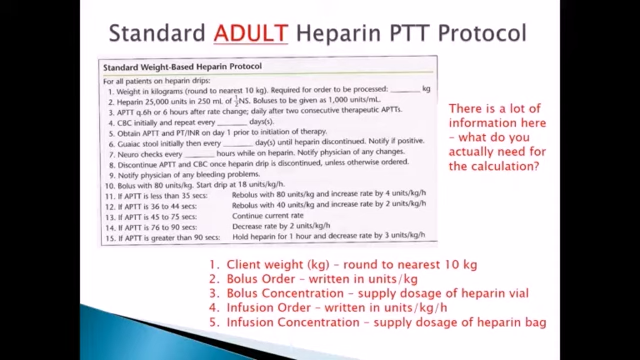 Standard ADULT Heparin PTT Protocol
Standard Weight-Based Heparin Protocol
For all patients on heparin drips:
1. Weight in kilograms (round to nearest 10 kg). Required for order to be processed: ______ kg
2. Heparin 25,000 units in 250 mL of ½NS. Boluses to be given as 1,000 units/mL.
3. APTT q.6h or 6 hours after rate change; daily after two consecutive therapeutic APTTs.
4. CBC initially and repeat every ______ days(s).
5. Obtain APTT and PT/INR on day 1 prior to initiation of therapy.
6. Guaiac stool initially then every ______ day(s) until heparin discontinued. Notify if positive.
7. Neuro checks every ______ hours while on heparin. Notify physician of any changes.
8. Discontinue APTT and CBC once heparin drip is discontinued, unless otherwise ordered.
9. Notify physician of any bleeding problems.
10. Bolus with 80 units/kg. Start drip at 18 units/kg/h.
11. If APTT is less than 35 secs: Rebolus with 80 units/kg and increase rate by 4 units/kg/h
12. If APTT is 36 to 44 secs: Rebolus with 40 units/kg and increase rate by 2 units/kg/h
13. If APTT is 45 to 75 secs: Continue current rate
14. If APTT is 76 to 90 secs: Decrease rate by 2 units/kg/h
15. If APTT is greater than 90 secs: Hold heparin for 1 hour and decrease rate by 3 units/kg/h
There is a lot of
information here
– what do you
actually need for
the calculation?
1. Client weight (kg) – round to nearest 10 kg
2. Bolus Order – written in units/kg
3. Bolus Concentration – supply dosage of heparin vial
4. Infusion Order – written in units/kg/h
5. Infusion Concentration – supply dosage of heparin bag